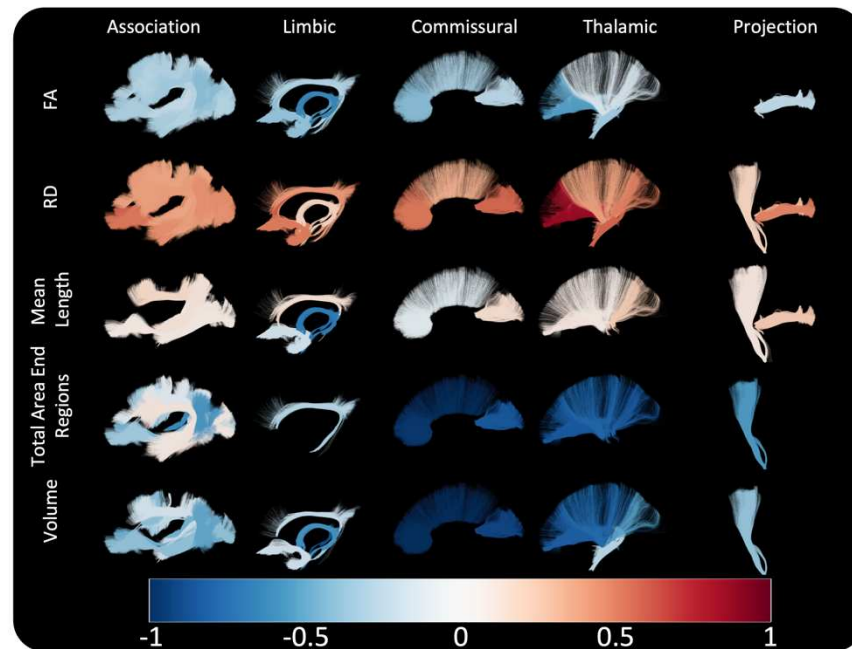 Association Limbic Commissural Thalamic Projection
FA
RD
Mean
Length
Total Area End
Regions
Volume
-1 -0.5 0 0.5 1